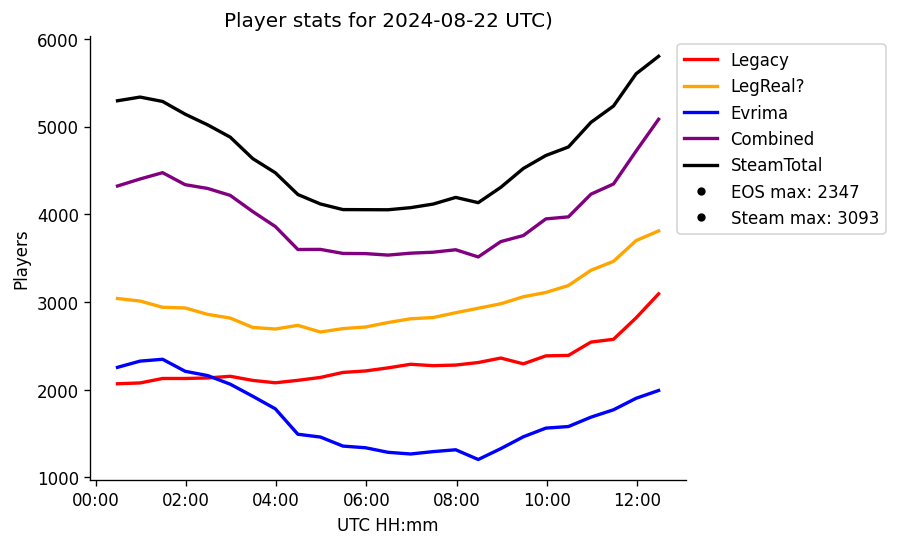 Player stats for 2024-08-22 UTC)
6000
5000
4000
3000
2000
1000
Players
00:00
02:00
04:00
06:00
08:00
10:00
12:00
UTC HH:mm
Legacy
LegReal?
Evrima
Combined
SteamTotal
EOS max: 2347
Steam max: 3093